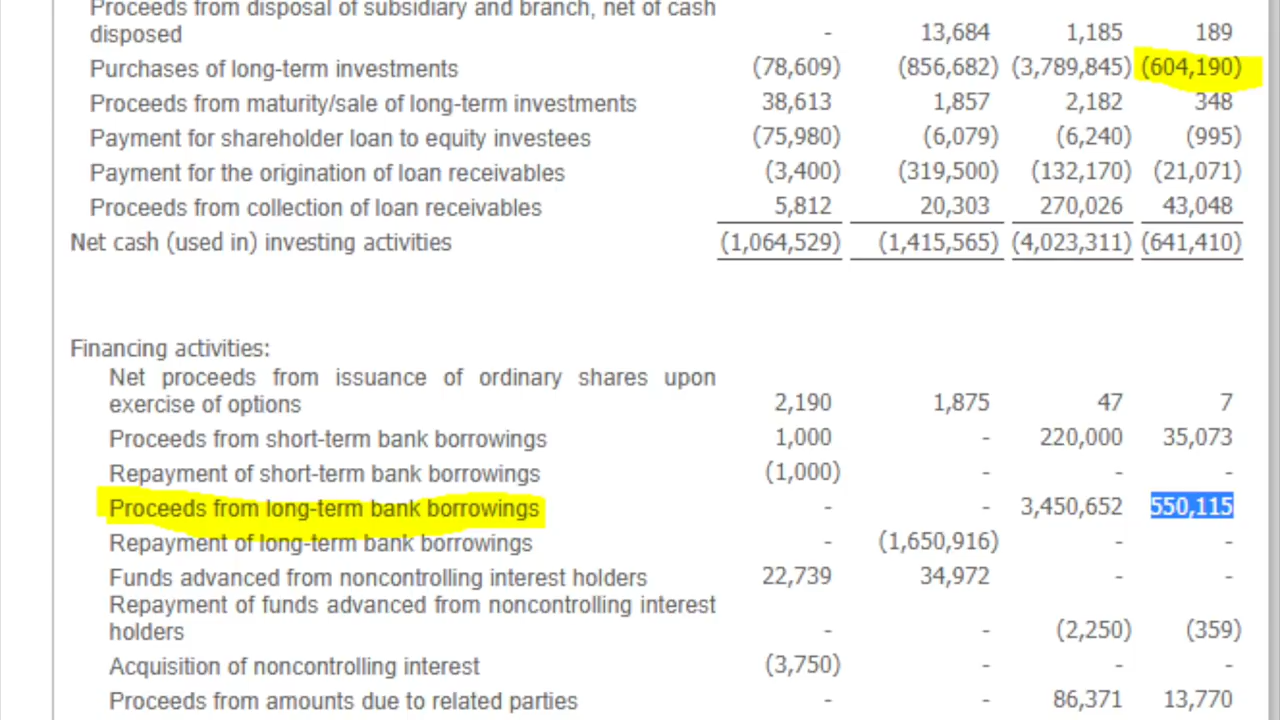 Proceeds from disposal of subsidiary and branch, net of cash
disposed - 13,684 1,185 189
Purchases of long-term investments (78,609) (856,682) (3,789,845) (604,190)
Proceeds from maturity/sale of long-term investments 38,613 1,857 2,182 348
Payment for shareholder loan to equity investees (75,980) (6,079) (6,240) (995)
Payment for the origination of loan receivables (3,400) (319,500) (132,170) (21,071)
Proceeds from collection of loan receivables 5,812 20,303 270,026 43,048
Net cash (used in) investing activities (1,064,529) (1,415,565) (4,023,311) (641,410)
Financing activities:
Net proceeds from issuance of ordinary shares upon
exercise of options 2,190 1,875 47 7
Proceeds from short-term bank borrowings 1,000 - 220,000 35,073
Repayment of short-term bank borrowings (1,000) - - -
Proceeds from long-term bank borrowings - - 3,450,652 550,115
Repayment of long-term bank borrowings - (1,650,916) - -
Funds advanced from noncontrolling interest holders 22,739 34,972 - -
Repayment of funds advanced from noncontrolling interest
holders - - (2,250) (359)
Acquisition of noncontrolling interest (3,750) - - -
Proceeds from amounts due to related parties - - 86,371 13,770